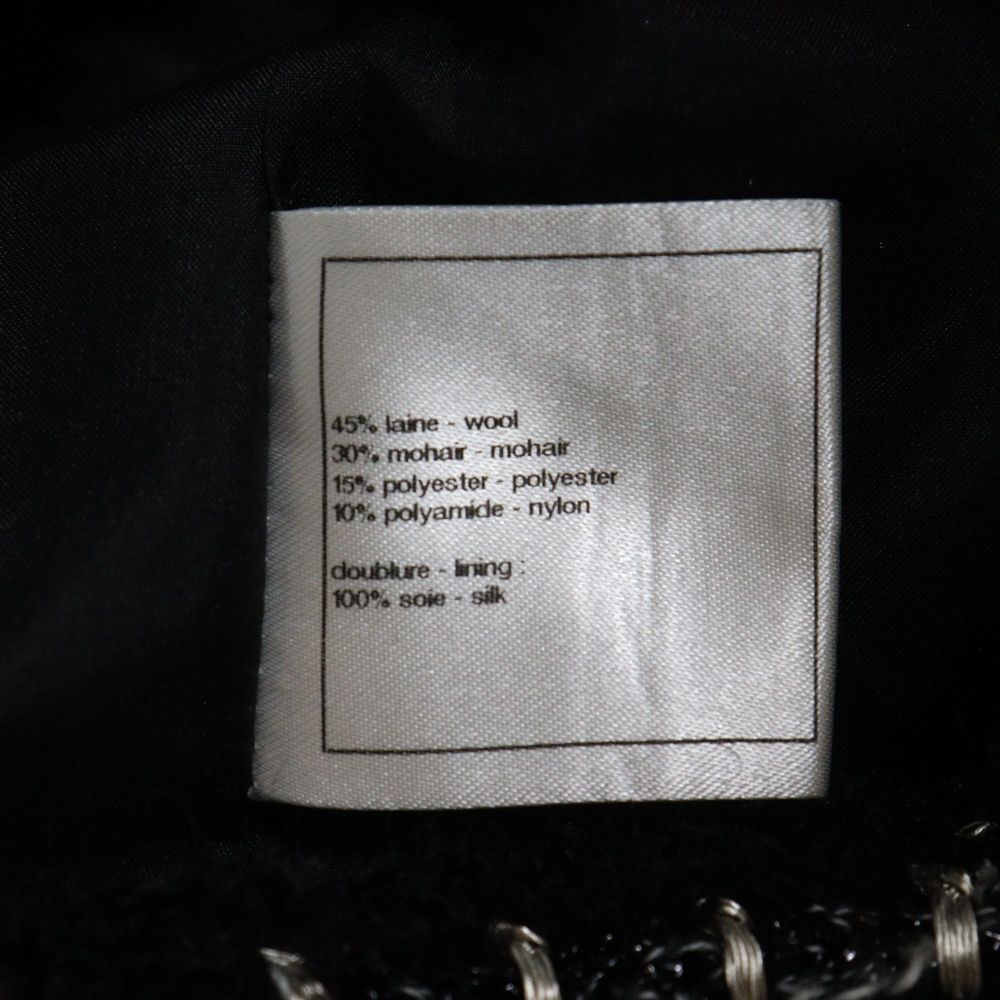 45% laine - wool
30% mohair - mohair
15% polyester - polyester
10% polyamide - nylon
doublure - lining :
100% soie - silk